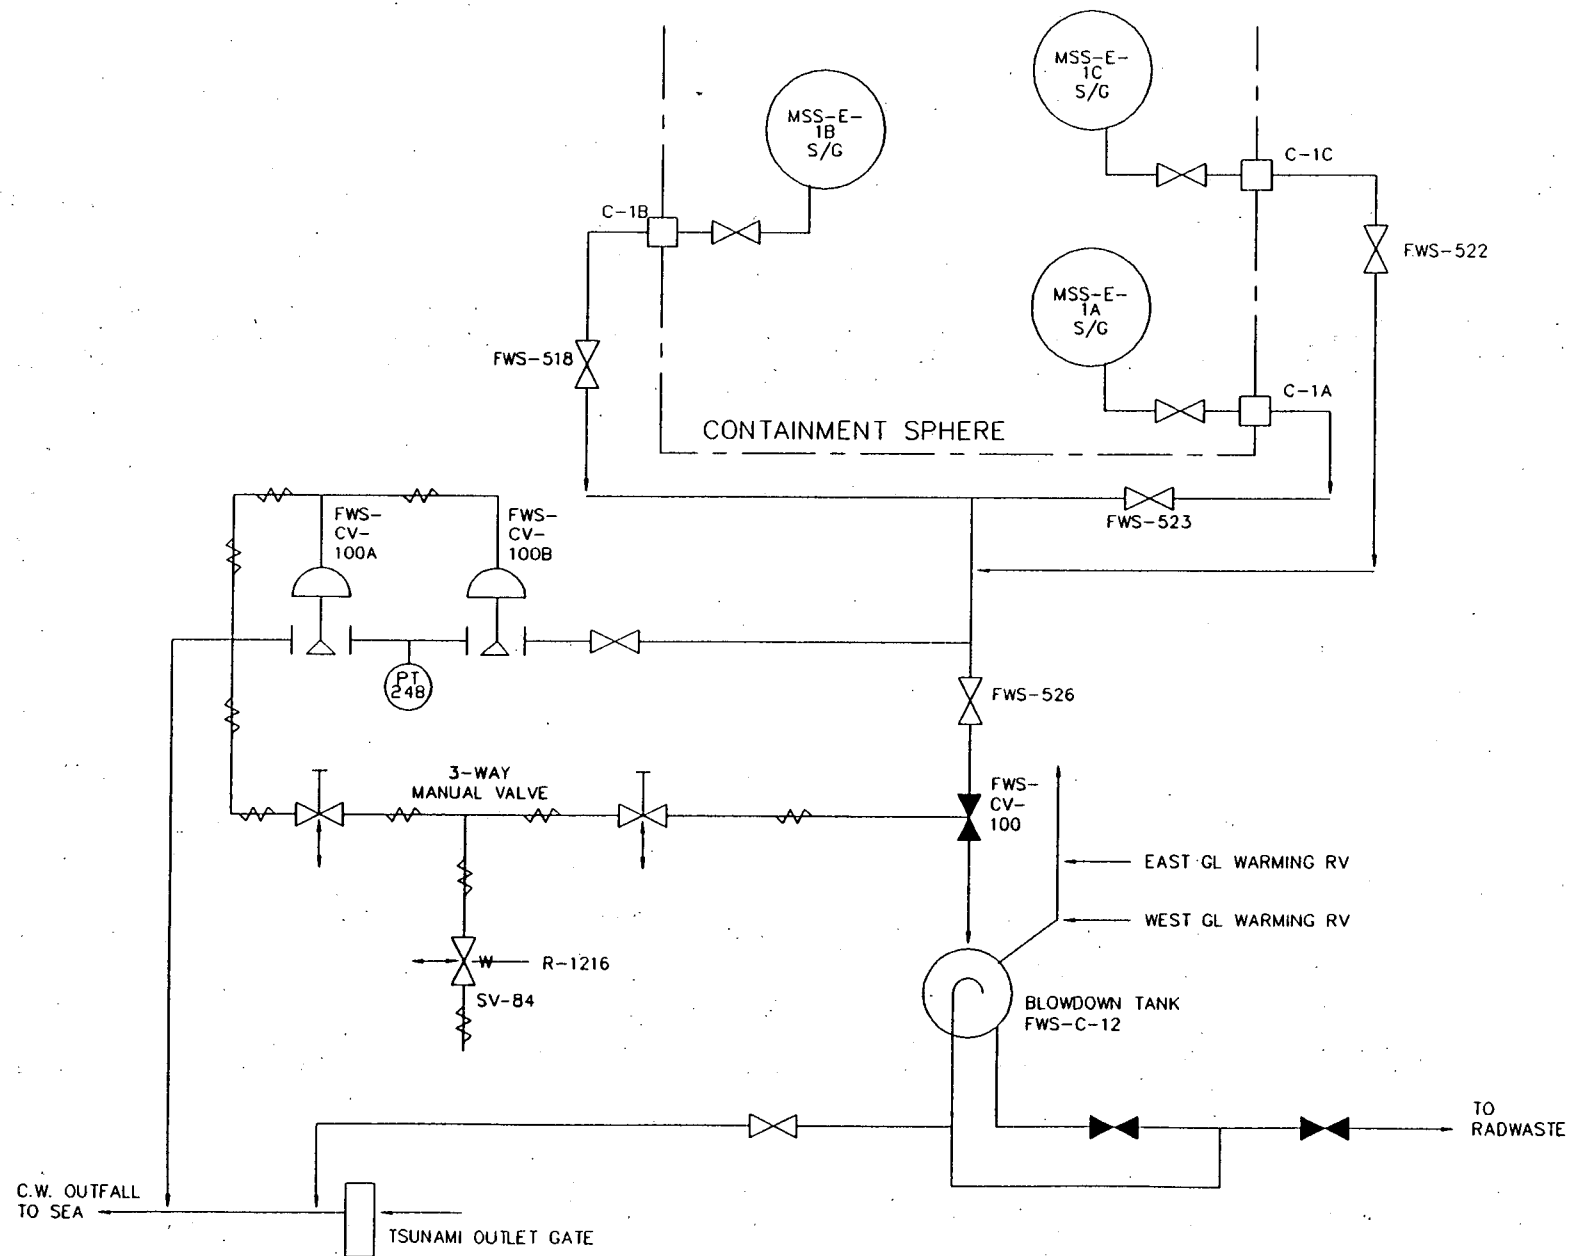 MSS-E-
1C
S/G
MSS-E-
1B
S/G
C-1C
C-1B
FWS-522
MSS-E-
1A
S/G
FWS-518
C-1A
CONTAINMENT SPHERE
FWS-
CV-
100A
FWS-
CV-
100B
FWS-523
PT
248
FWS-526
3-WAY
MANUAL VALVE
FWS-
CV-
100
EAST GL WARMING RV
WEST GL WARMING RV
W
R-1216
SV-84
BLOWDOWN TANK
FWS-C-12
TO
RADWASTE
C.W. OUTFALL
TO SEA
TSUNAMI OUTLET GATE